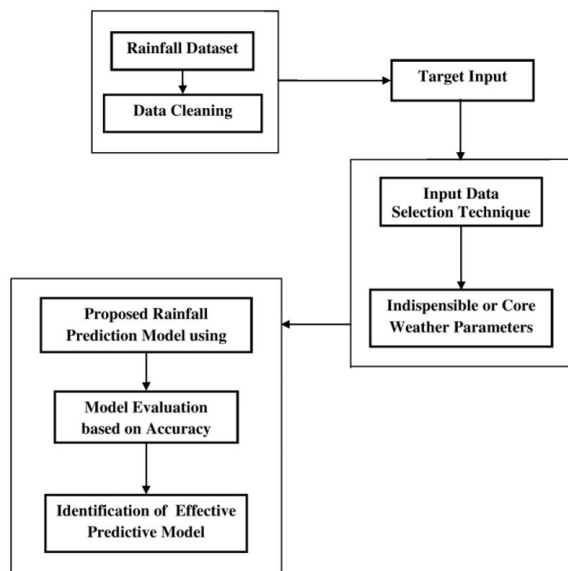 Rainfall Dataset
Data Cleaning
Target Input
Input Data
Selection Technique
Indispensible or Core
Weather Parameters
Proposed Rainfall
Prediction Model using
Model Evaluation
based on Accuracy
Identification of Effective
Predictive Model